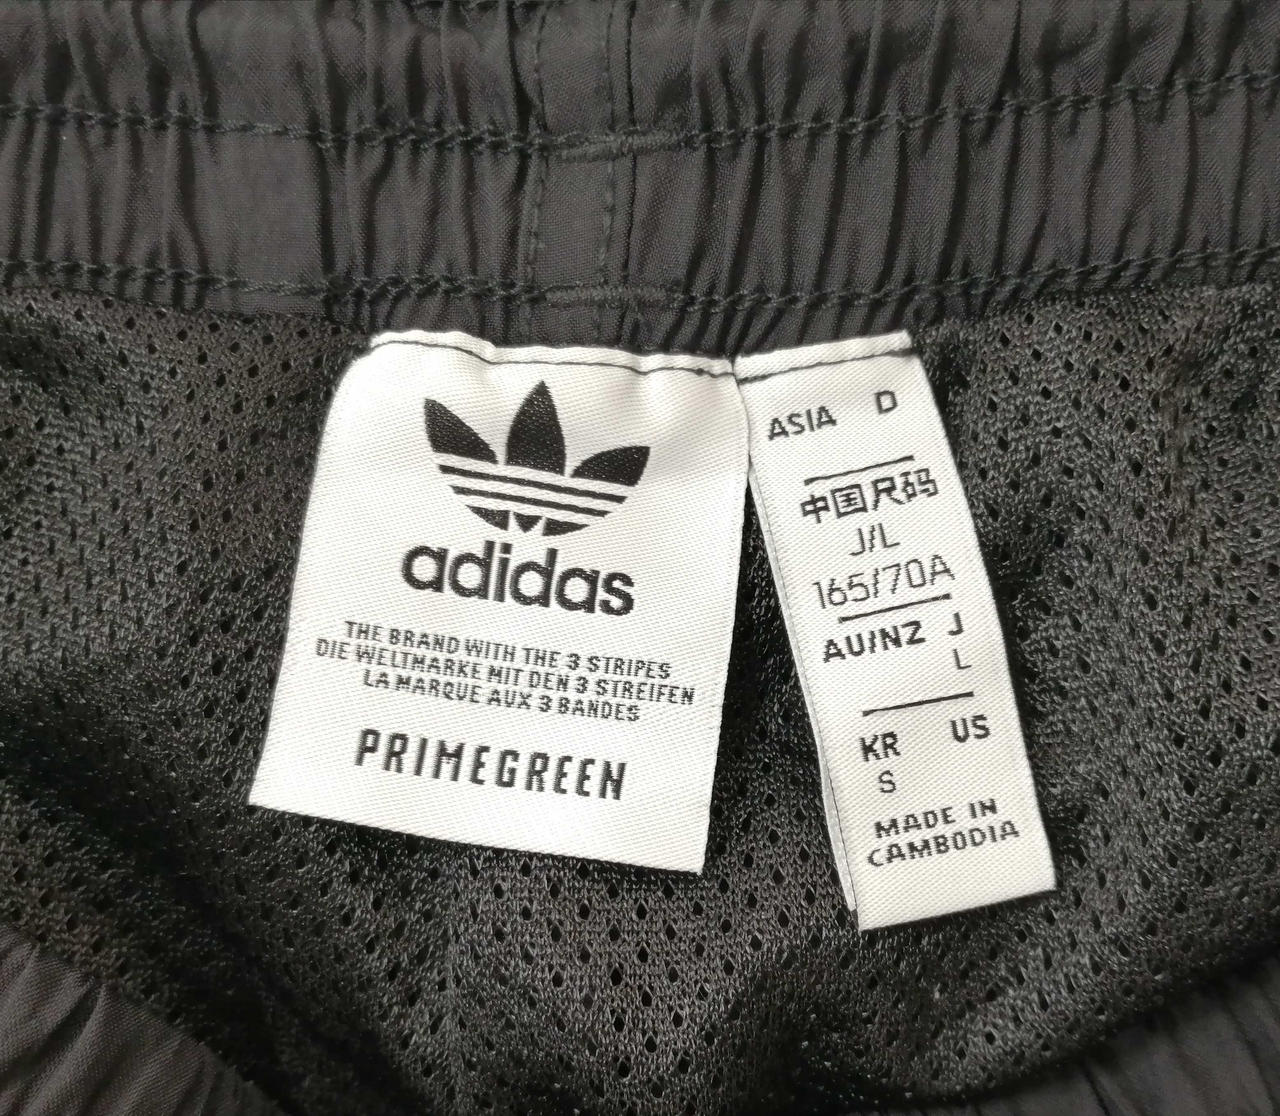 adidas
THE BRAND WITH THE 3 STRIPES
DIE WELTMARKE MIT DEN 3 STREIFEN
LA MARQUE AUX 3 BANDES
PRIMEGREEN
ASIA D
中国尺码
J/L
165/70A
AU/NZ J
L
KR US
S
MADE IN
CAMBODIA